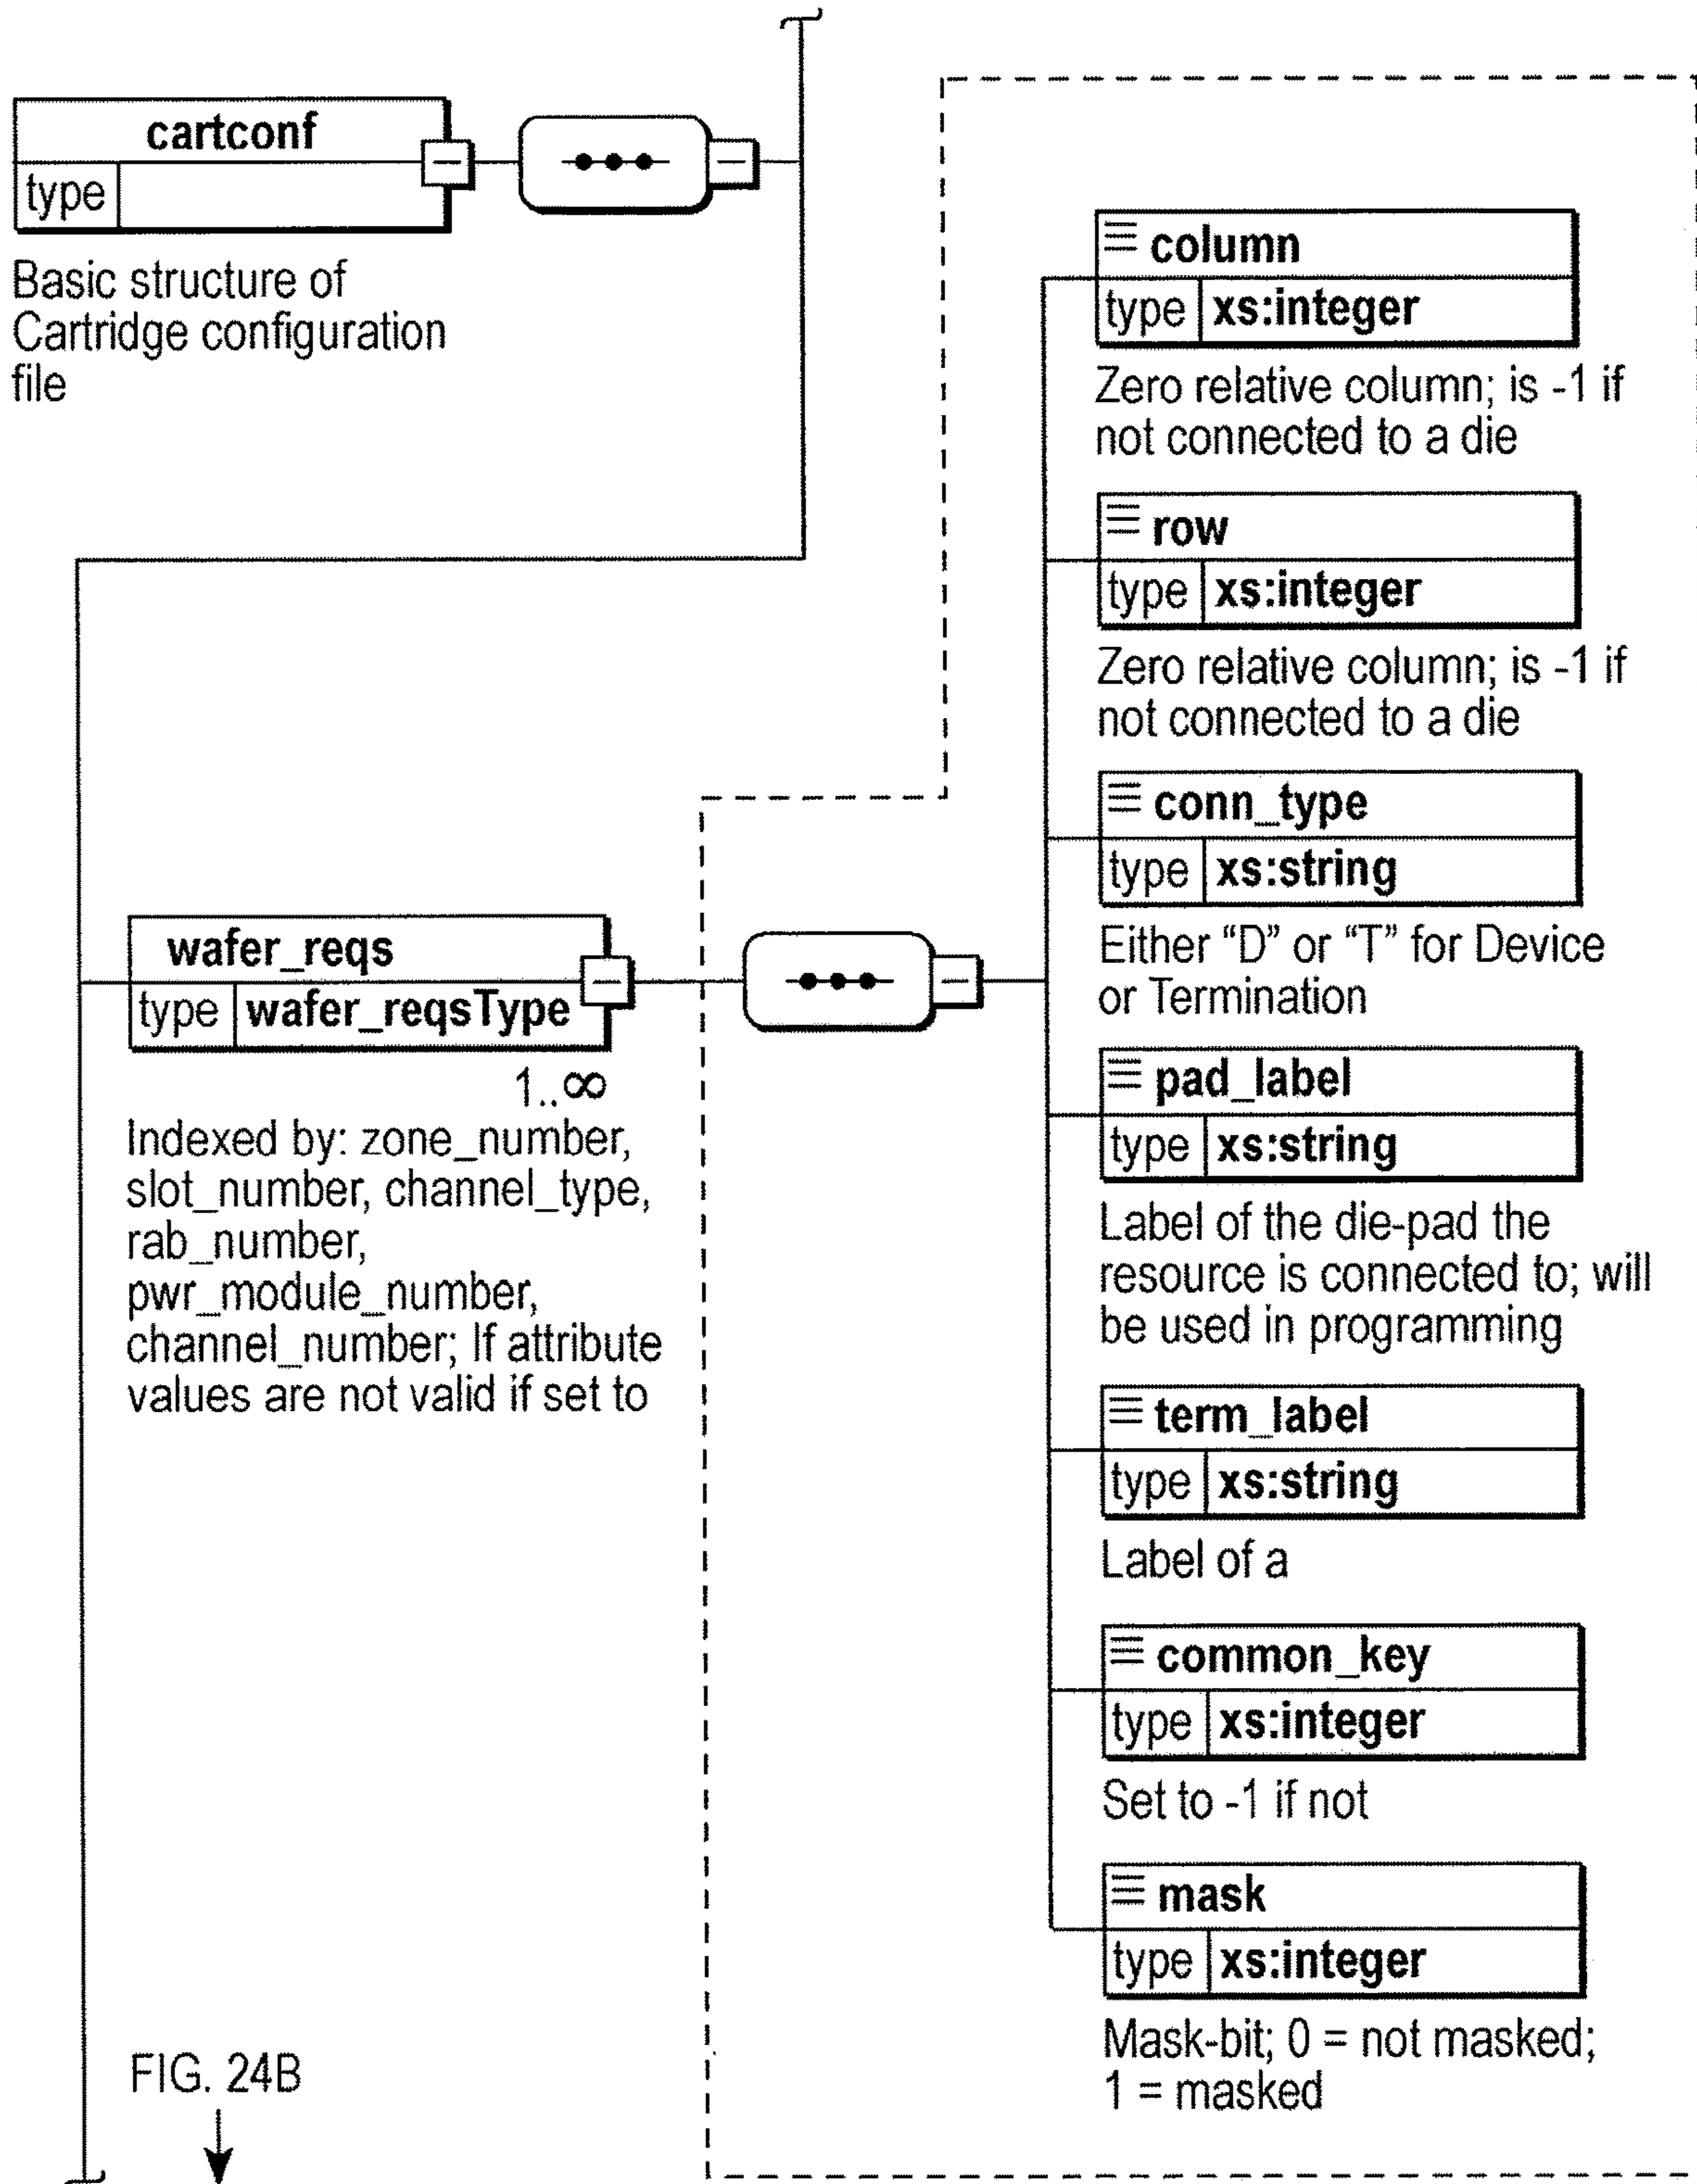 cartconf
type
Basic structure of
Cartridge configuration
file
column
type xs:integer
Zero relative column; is -1 if
not connected to a die
row
type xs:integer
Zero relative column; is -1 if
not connected to a die
conn_type
type xs:string
Either “D” or “T” for Device
or Termination
wafer_reqs
type wafer_reqsType
1..∞
Indexed by: zone_number,
slot_number, channel_type,
rab_number,
pwr_module_number,
channel_number; If attribute
values are not valid if set to
pad_label
type xs:string
Label of the die-pad the
resource is connected to; will
be used in programming
term_label
type xs:string
Label of a
common_key
type xs:integer
Set to -1 if not
mask
type xs:integer
Mask-bit; 0 = not masked;
1 = masked
FIG. 24B